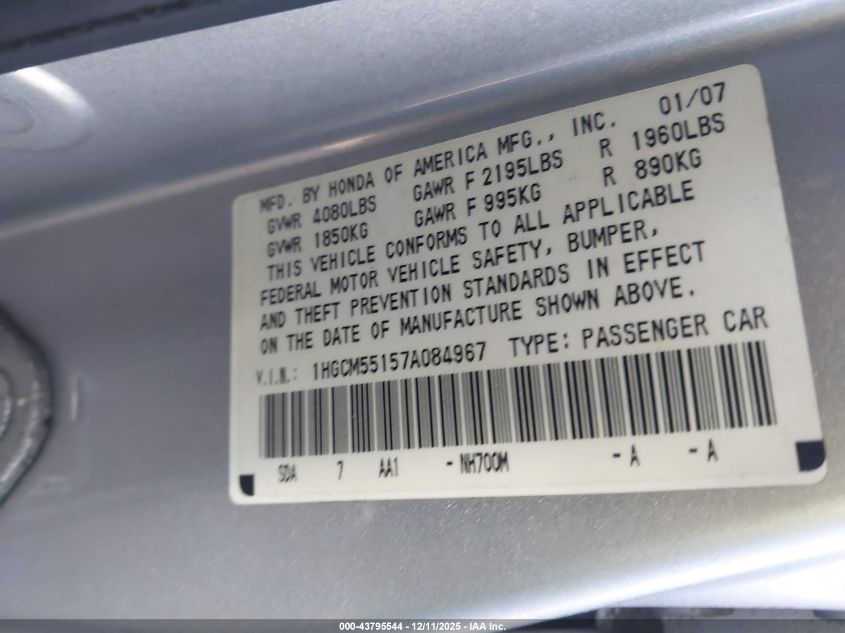 MFD. BY HONDA OF AMERICA MFG., INC. 01/07
GVWR 4080LBS GAWR F 2195LBS R 1960LBS
GVWR 1850KG GAWR F 995KG R 890KG
THIS VEHICLE CONFORMS TO ALL APPLICABLE
FEDERAL MOTOR VEHICLE SAFETY, BUMPER,
AND THEFT PREVENTION STANDARDS IN EFFECT
ON THE DATE OF MANUFACTURE SHOWN ABOVE.
V.I.N.: 1HGCM55157A084967 TYPE: PASSENGER CAR
SDA 7 AA1 -NH700M -A -A
000-43795544 - 12/11/2025 - IAA Inc.